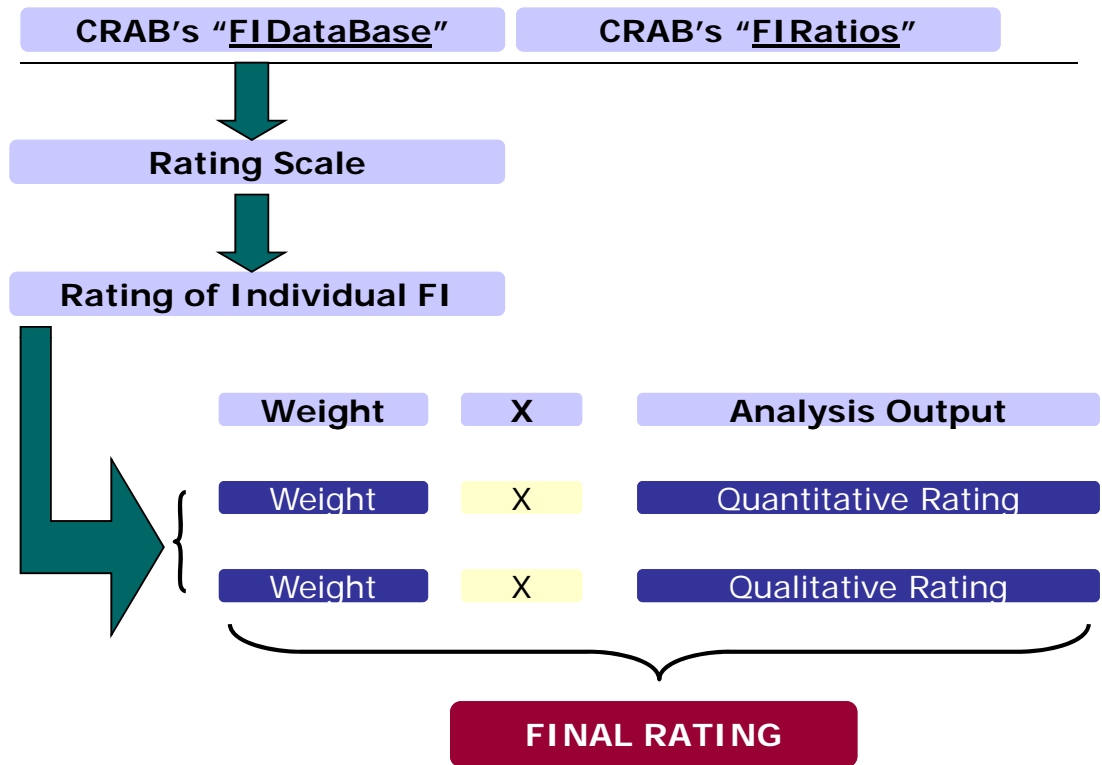 CRAB's “FIDataBase” CRAB's “FIRatios”
Rating Scale
Rating of Individual FI
Weight X Analysis Output
Weight X Quantitative Rating
Weight X Qualitative Rating
FINAL RATING